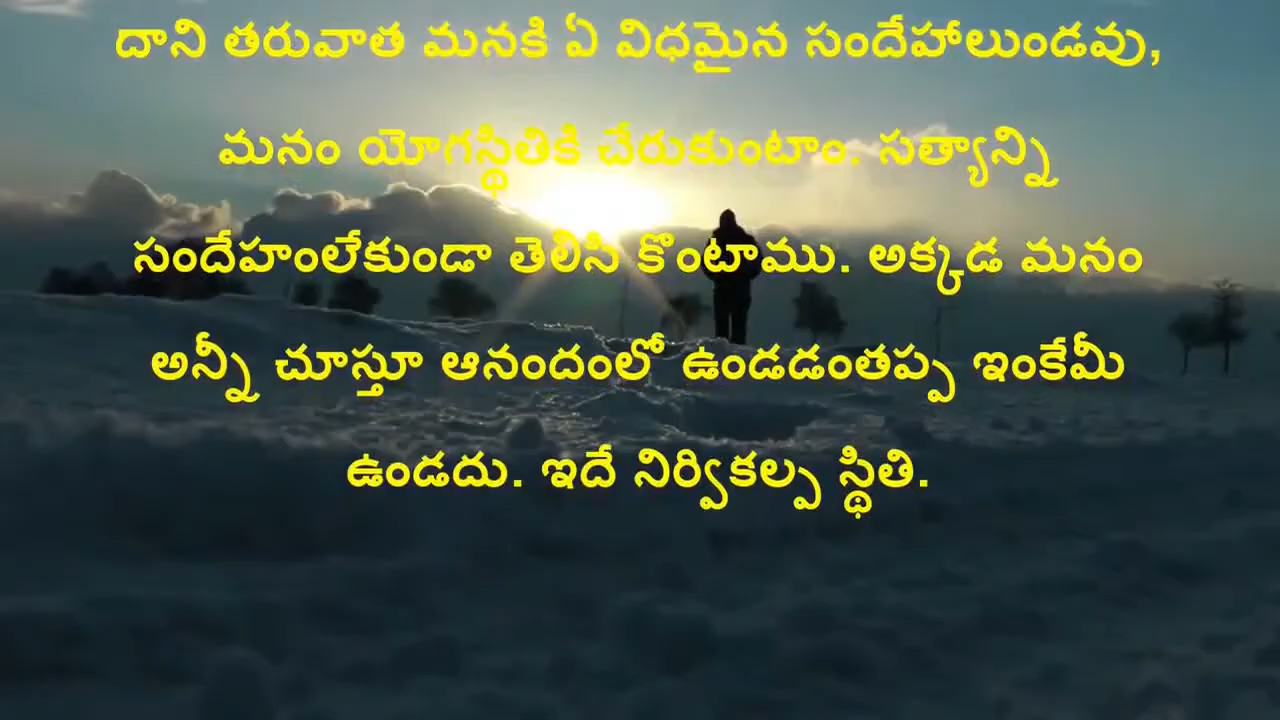 దాని తరువాత మనకి ఏ విధమైన సందేహాలుండవు,
మనం యోగస్థితికి చేరుకుంటాం. సత్యాన్ని
సందేహంలేకుండా తెలిసి కొంటాము. అక్కడ మనం
అన్నీ చూస్తూ ఆనందంలో ఉండడంతప్ప ఇంకేమీ
ఉండదు. ఇదే నిర్వికల్ప స్థితి.